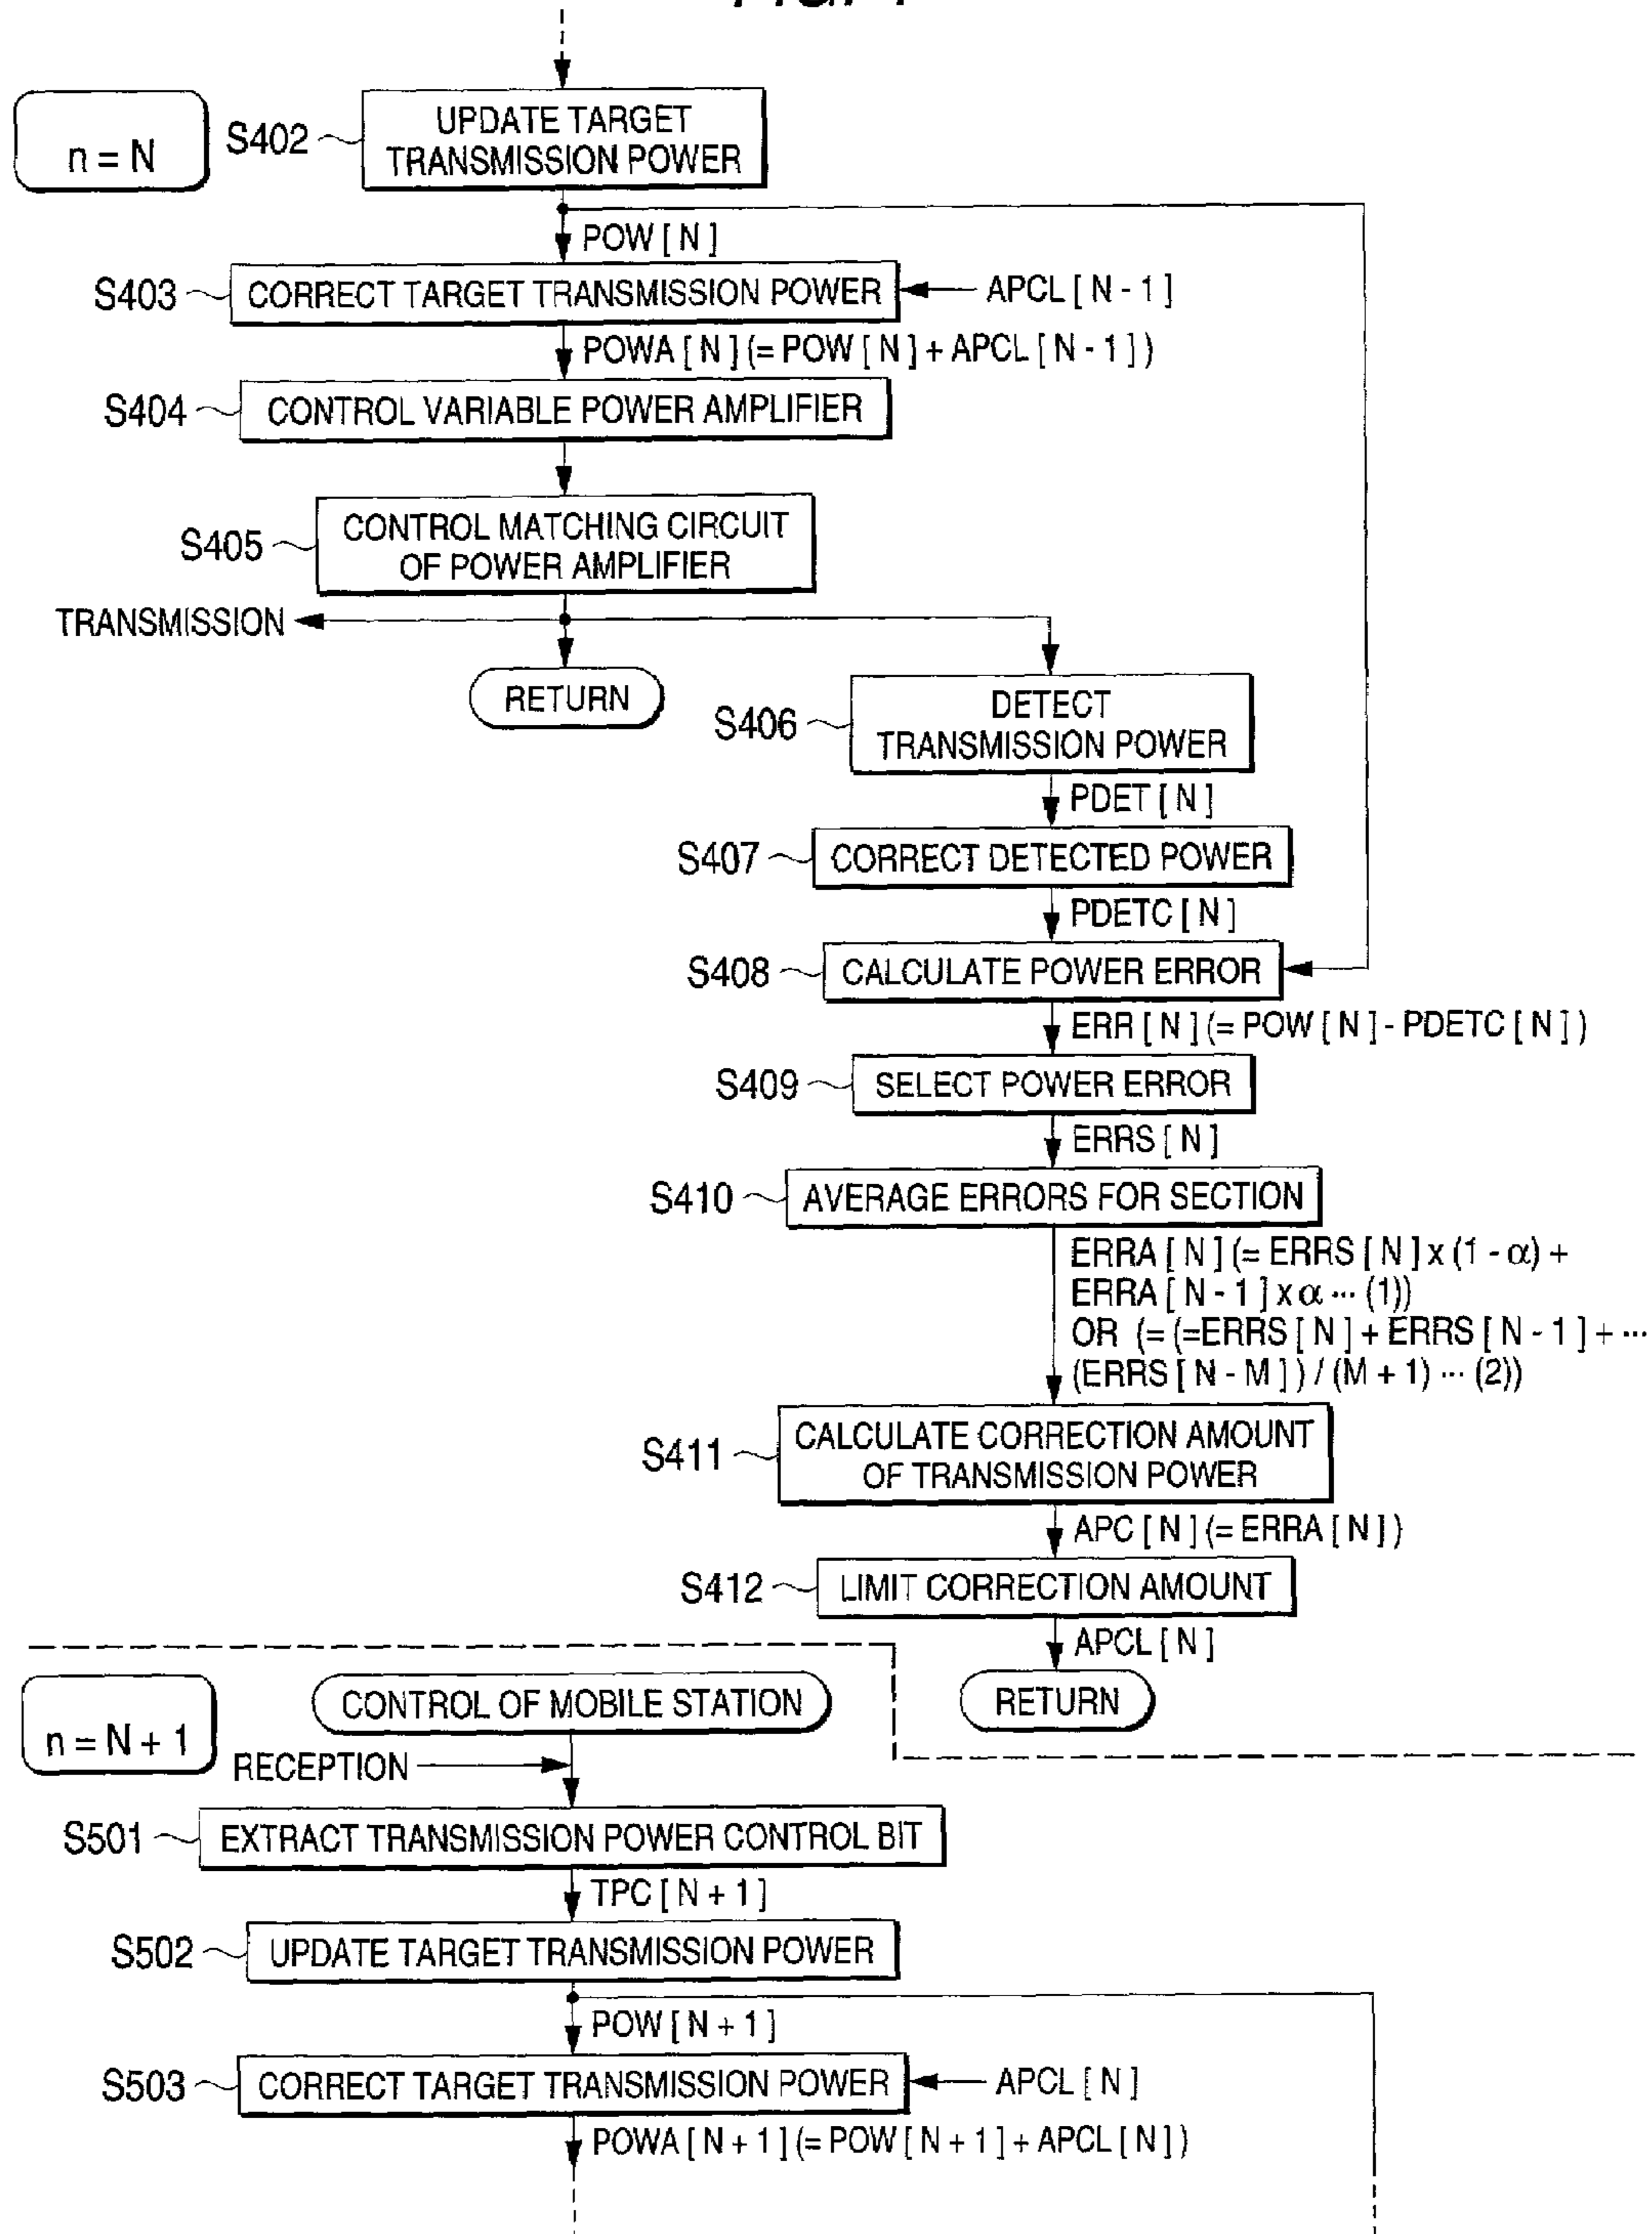 n = N
S402
UPDATE TARGET
TRANSMISSION POWER
POW [ N ]
S403
CORRECT TARGET TRANSMISSION POWER
APCL [ N - 1 ]
POWA [ N ] (= POW [ N ] + APCL [ N - 1 ] )
S404
CONTROL VARIABLE POWER AMPLIFIER
S405
CONTROL MATCHING CIRCUIT
OF POWER AMPLIFIER
TRANSMISSION
RETURN
S406
DETECT
TRANSMISSION POWER
PDET [ N ]
S407
CORRECT DETECTED POWER
PDETC [ N ]
S408
CALCULATE POWER ERROR
ERR [ N ] (= POW [ N ] - PDETC [ N ] )
S409
SELECT POWER ERROR
ERRS [ N ]
S410
AVERAGE ERRORS FOR SECTION
ERRA [ N ] (= ERRS [ N ] x (1 - α) +
ERRA [ N - 1 ] x α ··· (1))
OR (= (=ERRS [ N ] + ERRS [ N - 1 ] + ···
(ERRS [ N - M ] ) / (M + 1) ··· (2))
S411
CALCULATE CORRECTION AMOUNT
OF TRANSMISSION POWER
APC [ N ] (= ERRA [ N ] )
S412
LIMIT CORRECTION AMOUNT
APCL [ N ]
RETURN
n = N + 1
CONTROL OF MOBILE STATION
RECEPTION
S501
EXTRACT TRANSMISSION POWER CONTROL BIT
TPC [ N + 1 ]
S502
UPDATE TARGET TRANSMISSION POWER
POW [ N + 1 ]
S503
CORRECT TARGET TRANSMISSION POWER
APCL [ N ]
POWA [ N + 1 ] (= POW [ N + 1 ] + APCL [ N ] )